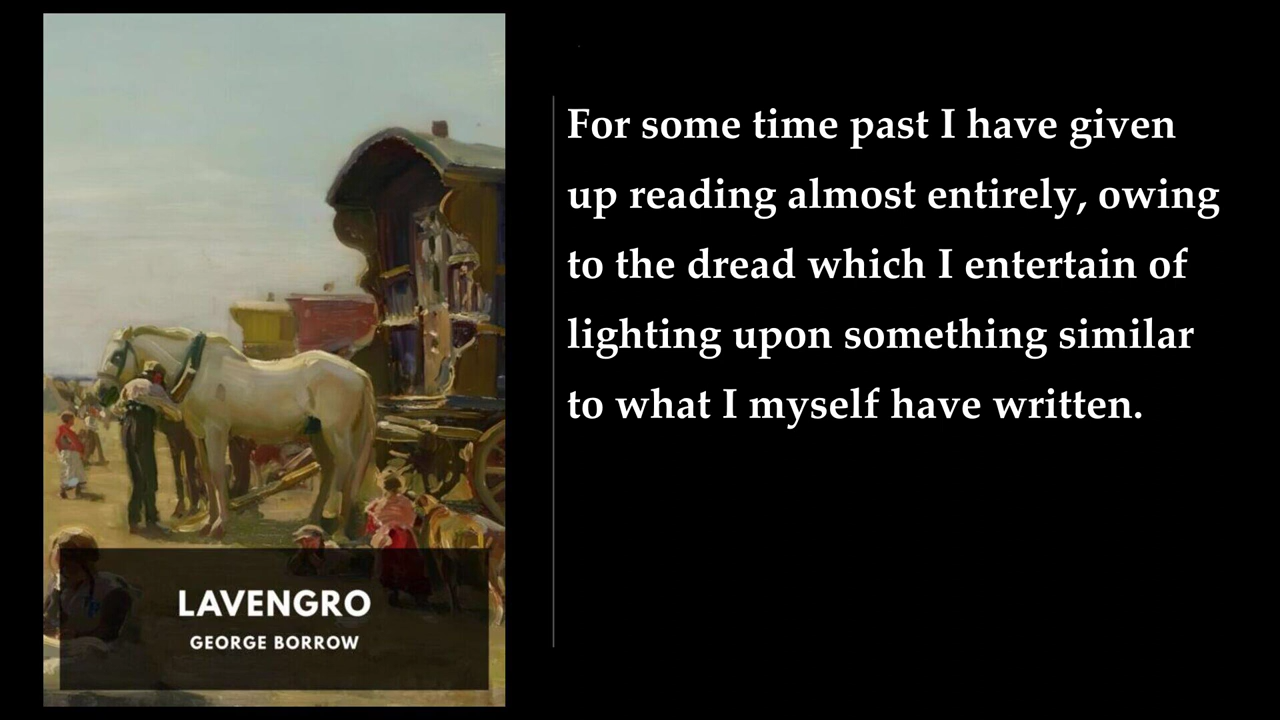 LAVENGRO
GEORGE BORROW
For some time past I have given
up reading almost entirely, owing
to the dread which I entertain of
lighting upon something similar
to what I myself have written.